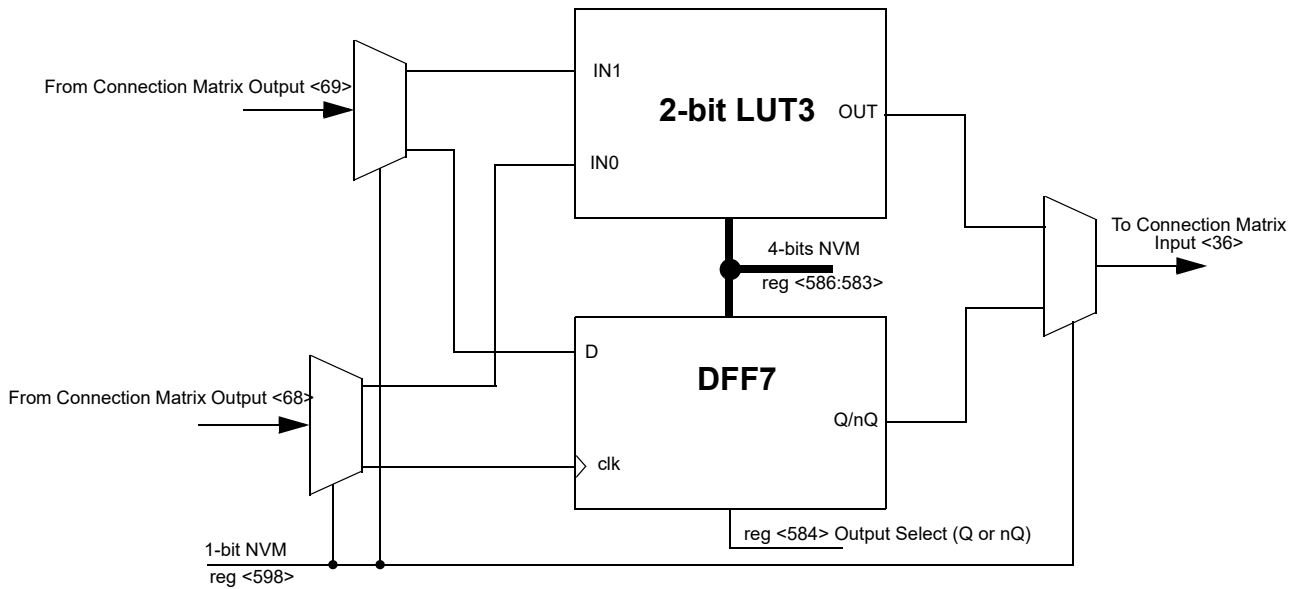 From Connection Matrix Output <69>
IN1
2-bit LUT3
OUT
IN0
To Connection Matrix
Input <36>
4-bits NVM
reg <586:583>
D
DFF7
From Connection Matrix Output <68>
Q/nQ
clk
reg <584> Output Select (Q or nQ)
1-bit NVM
reg <598>